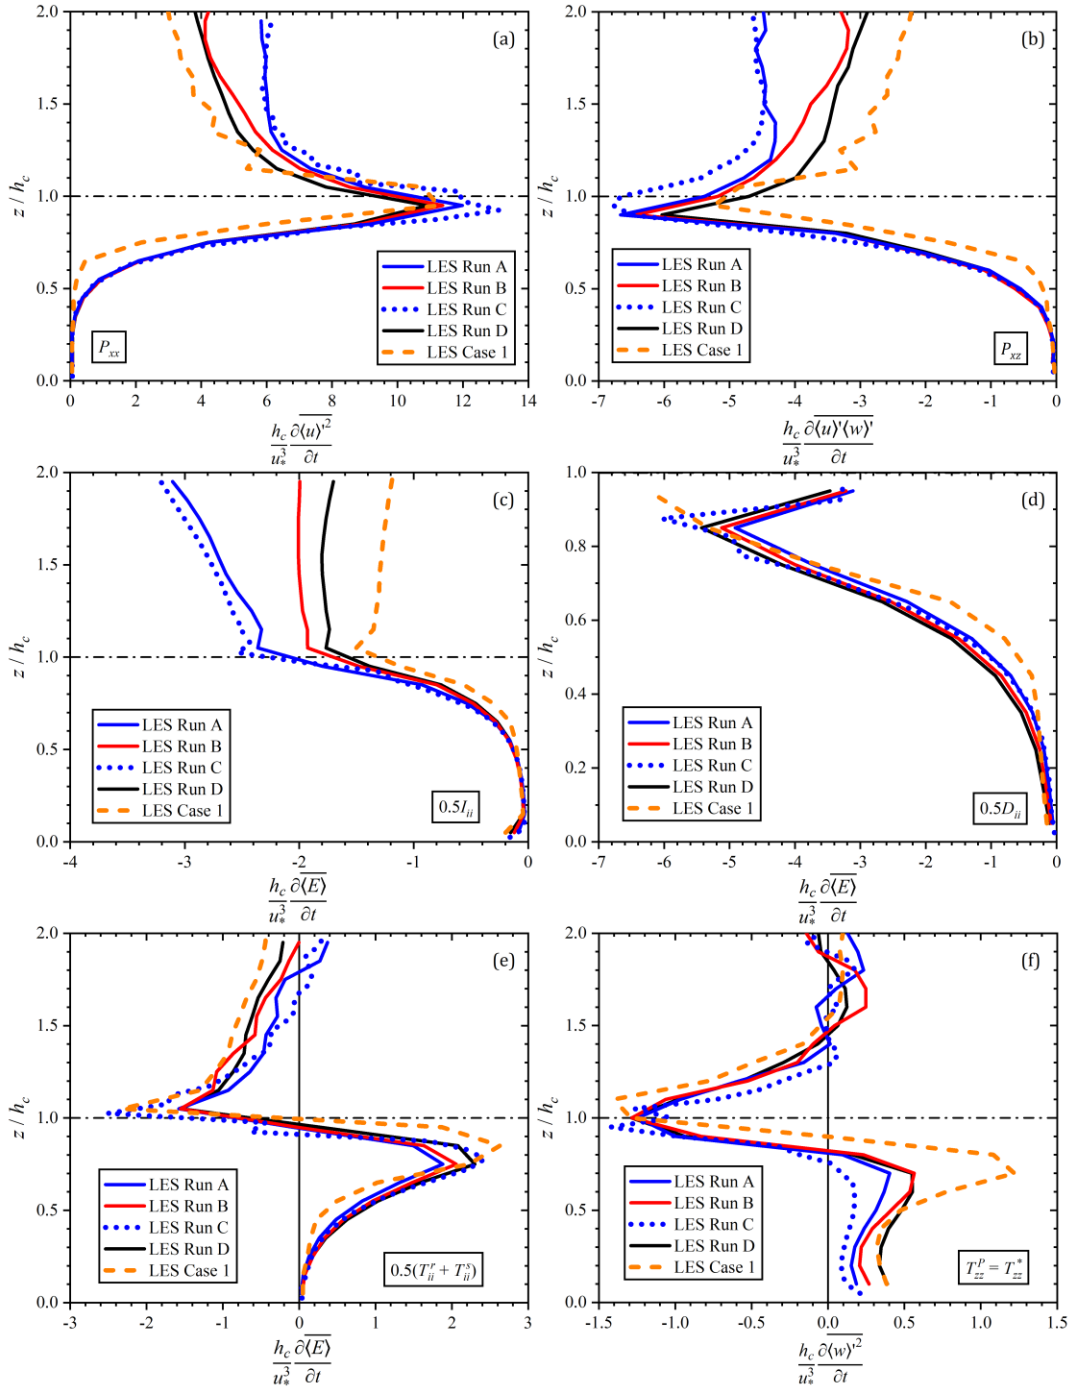 2.0
1.5
1.0
0.5
0.0
z / h_c
(a)
LES Run A
LES Run B
LES Run C
LES Run D
LES Case 1
P_xx
0 2 4 6 8 10 12 14
h_c/u_*^3 ∂⟨u⟩'^2/∂t
2.0
1.5
1.0
0.5
0.0
z / h_c
(b)
LES Run A
LES Run B
LES Run C
LES Run D
LES Case 1
P_xz
-7 -6 -5 -4 -3 -2 -1 0
h_c/u_*^3 ∂⟨u⟩'⟨w⟩'/∂t
2.0
1.5
1.0
0.5
0.0
z / h_c
(c)
LES Run A
LES Run B
LES Run C
LES Run D
LES Case 1
0.5I_ii
-4 -3 -2 -1 0
h_c/u_*^3 ∂⟨E⟩/∂t
1.0
0.8
0.6
0.4
0.2
0.0
z / h_c
(d)
LES Run A
LES Run B
LES Run C
LES Run D
LES Case 1
0.5D_ii
-7 -6 -5 -4 -3 -2 -1 0
h_c/u_*^3 ∂⟨E⟩/∂t
2.0
1.5
1.0
0.5
0.0
z / h_c
(e)
LES Run A
LES Run B
LES Run C
LES Run D
LES Case 1
0.5(T_ii^r + T_ii^s)
-3 -2 -1 0 1 2 3
h_c/u_*^3 ∂⟨E⟩/∂t
2.0
1.5
1.0
0.5
0.0
z / h_c
(f)
LES Run A
LES Run B
LES Run C
LES Run D
LES Case 1
T_zz^P = T_zz^*
-1.5 -1.0 -0.5 0.0 0.5 1.0 1.5
h_c/u_*^3 ∂⟨w⟩'^2/∂t